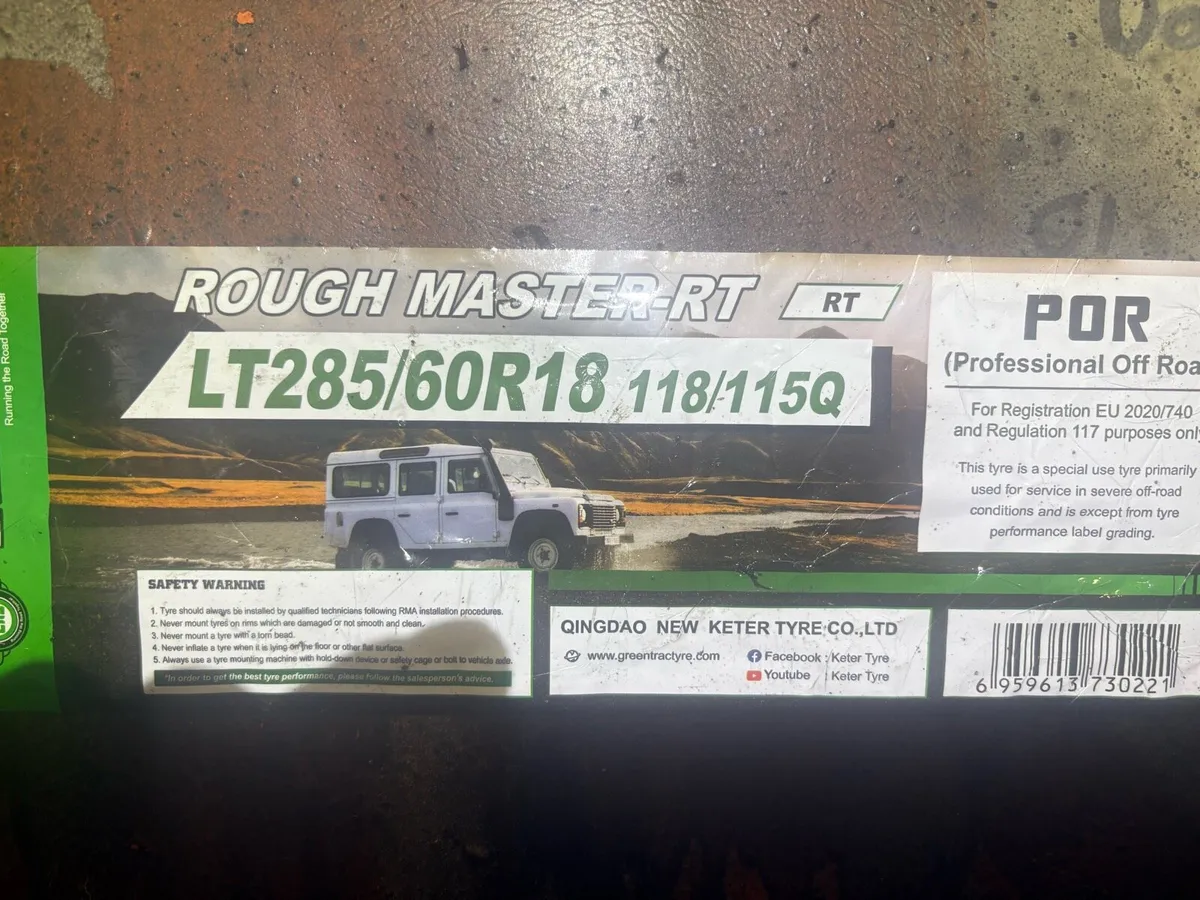 Running the Road Together
ROUGH MASTER-RT
RT
LT285/60R18 118/115Q
POR
(Professional Off Roa
For Registration EU 2020/740
and Regulation 117 purposes only
This tyre is a special use tyre primarily
used for service in severe off-road
conditions and is except from tyre
performance label grading.
SAFETY WARNING
1. Tyre should always be installed by qualified technicians following RMA installation procedures.
2. Never mount tyres on rims which are damaged or not smooth and clean.
3. Never mount a tyre with a torn bead.
4. Never inflate a tyre when it is lying on the floor or other flat surface.
5. Always use a tyre mounting machine with hold-down device or safety cage or bolt to vehicle axle.
*In order to get the best tyre performance, please follow the salesperson's advice.
QINGDAO NEW KETER TYRE CO.,LTD
www.greentractyre.com
Facebook : Keter Tyre
Youtube : Keter Tyre
6 959613 730221